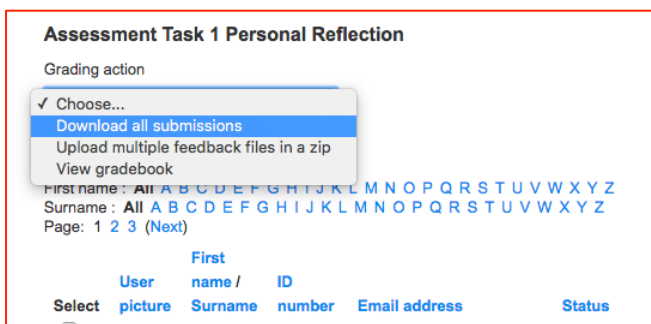 Assessment Task 1 Personal Reflection
Grading action
✓ Choose...
Download all submissions
Upload multiple feedback files in a zip
View gradebook
First name : All A B C D E F G H I J K L M N O P Q R S T U V W X Y Z
Surname : All A B C D E F G H I J K L M N O P Q R S T U V W X Y Z
Page: 1 2 3 (Next)
First
User name / ID
Select picture Surname number Email address Status